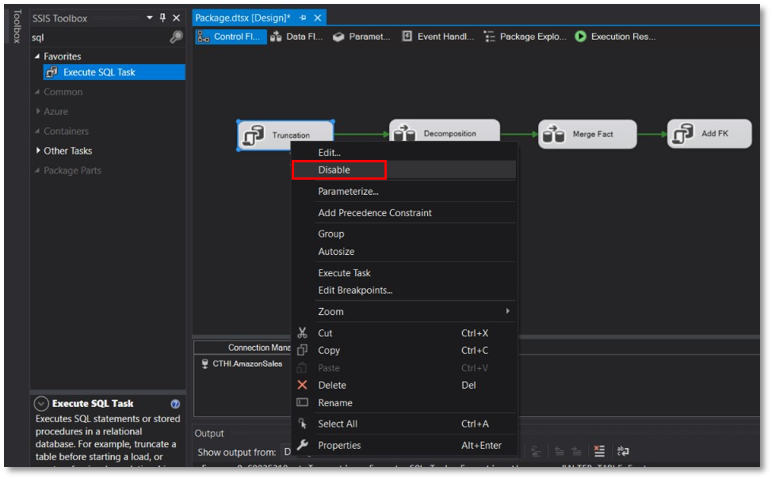 Toolbox
SSIS Toolbox
sql
Favorites
Execute SQL Task
Common
Azure
Containers
Other Tasks
Package Parts
Execute SQL Task
Executes SQL statements or stored
procedures in a relational
database. For example, truncate a
table before starting a load, or
Package.dtsx [Design]*
Control Fl...
Data Fl...
Paramet...
Event Handl...
Package Explo...
Execution Res...
Truncation
Decomposition
Merge Fact
Add FK
Edit...
Disable
Parameterize...
Add Precedence Constraint
Group
Autosize
Execute Task
Edit Breakpoints...
Zoom
Cut Ctrl+X
Copy Ctrl+C
Paste Ctrl+V
Delete Del
Rename
Select All Ctrl+A
Properties Alt+Enter
Connection Mana
CTHI.AmazonSales
Output
Show output from: